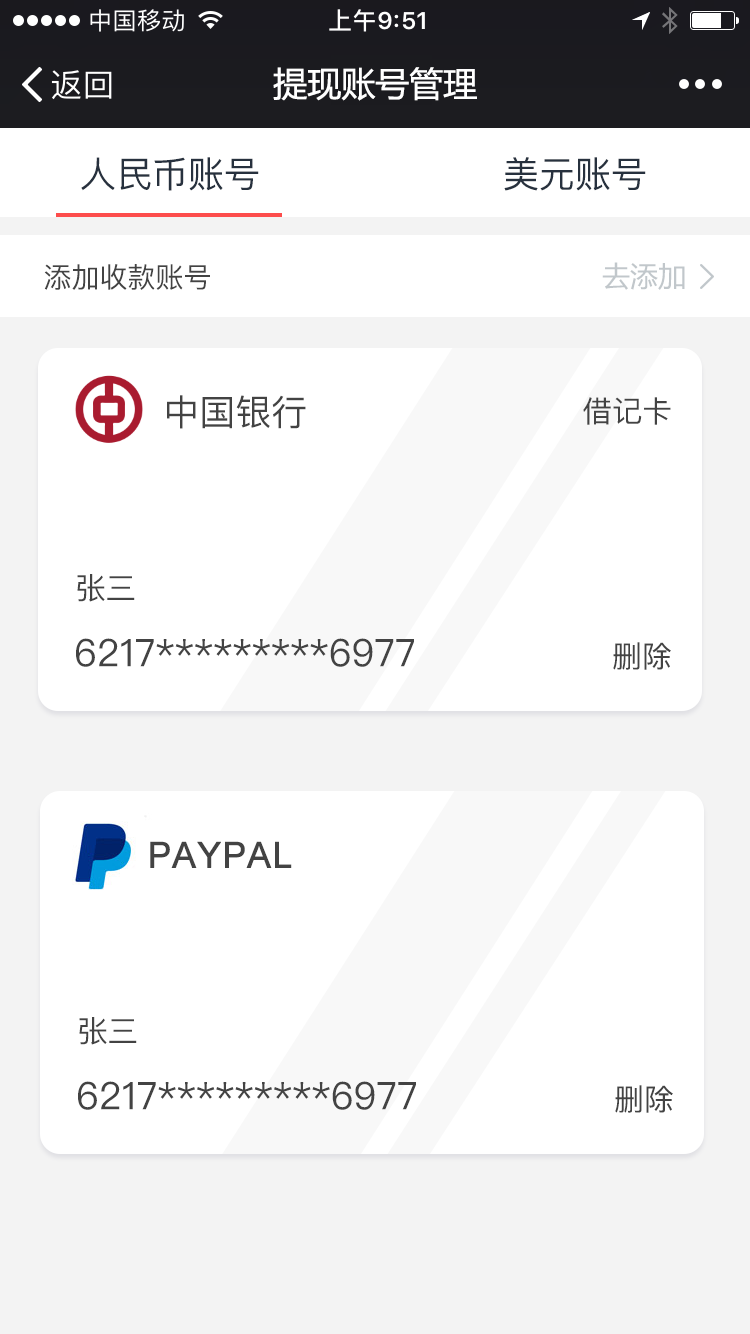 中国移动 上午9:51
返回 提现账号管理
人民币账号 美元账号
添加收款账号 去添加
中国银行 借记卡
张三
6217*********6977 删除
PAYPAL
张三
6217*********6977 删除